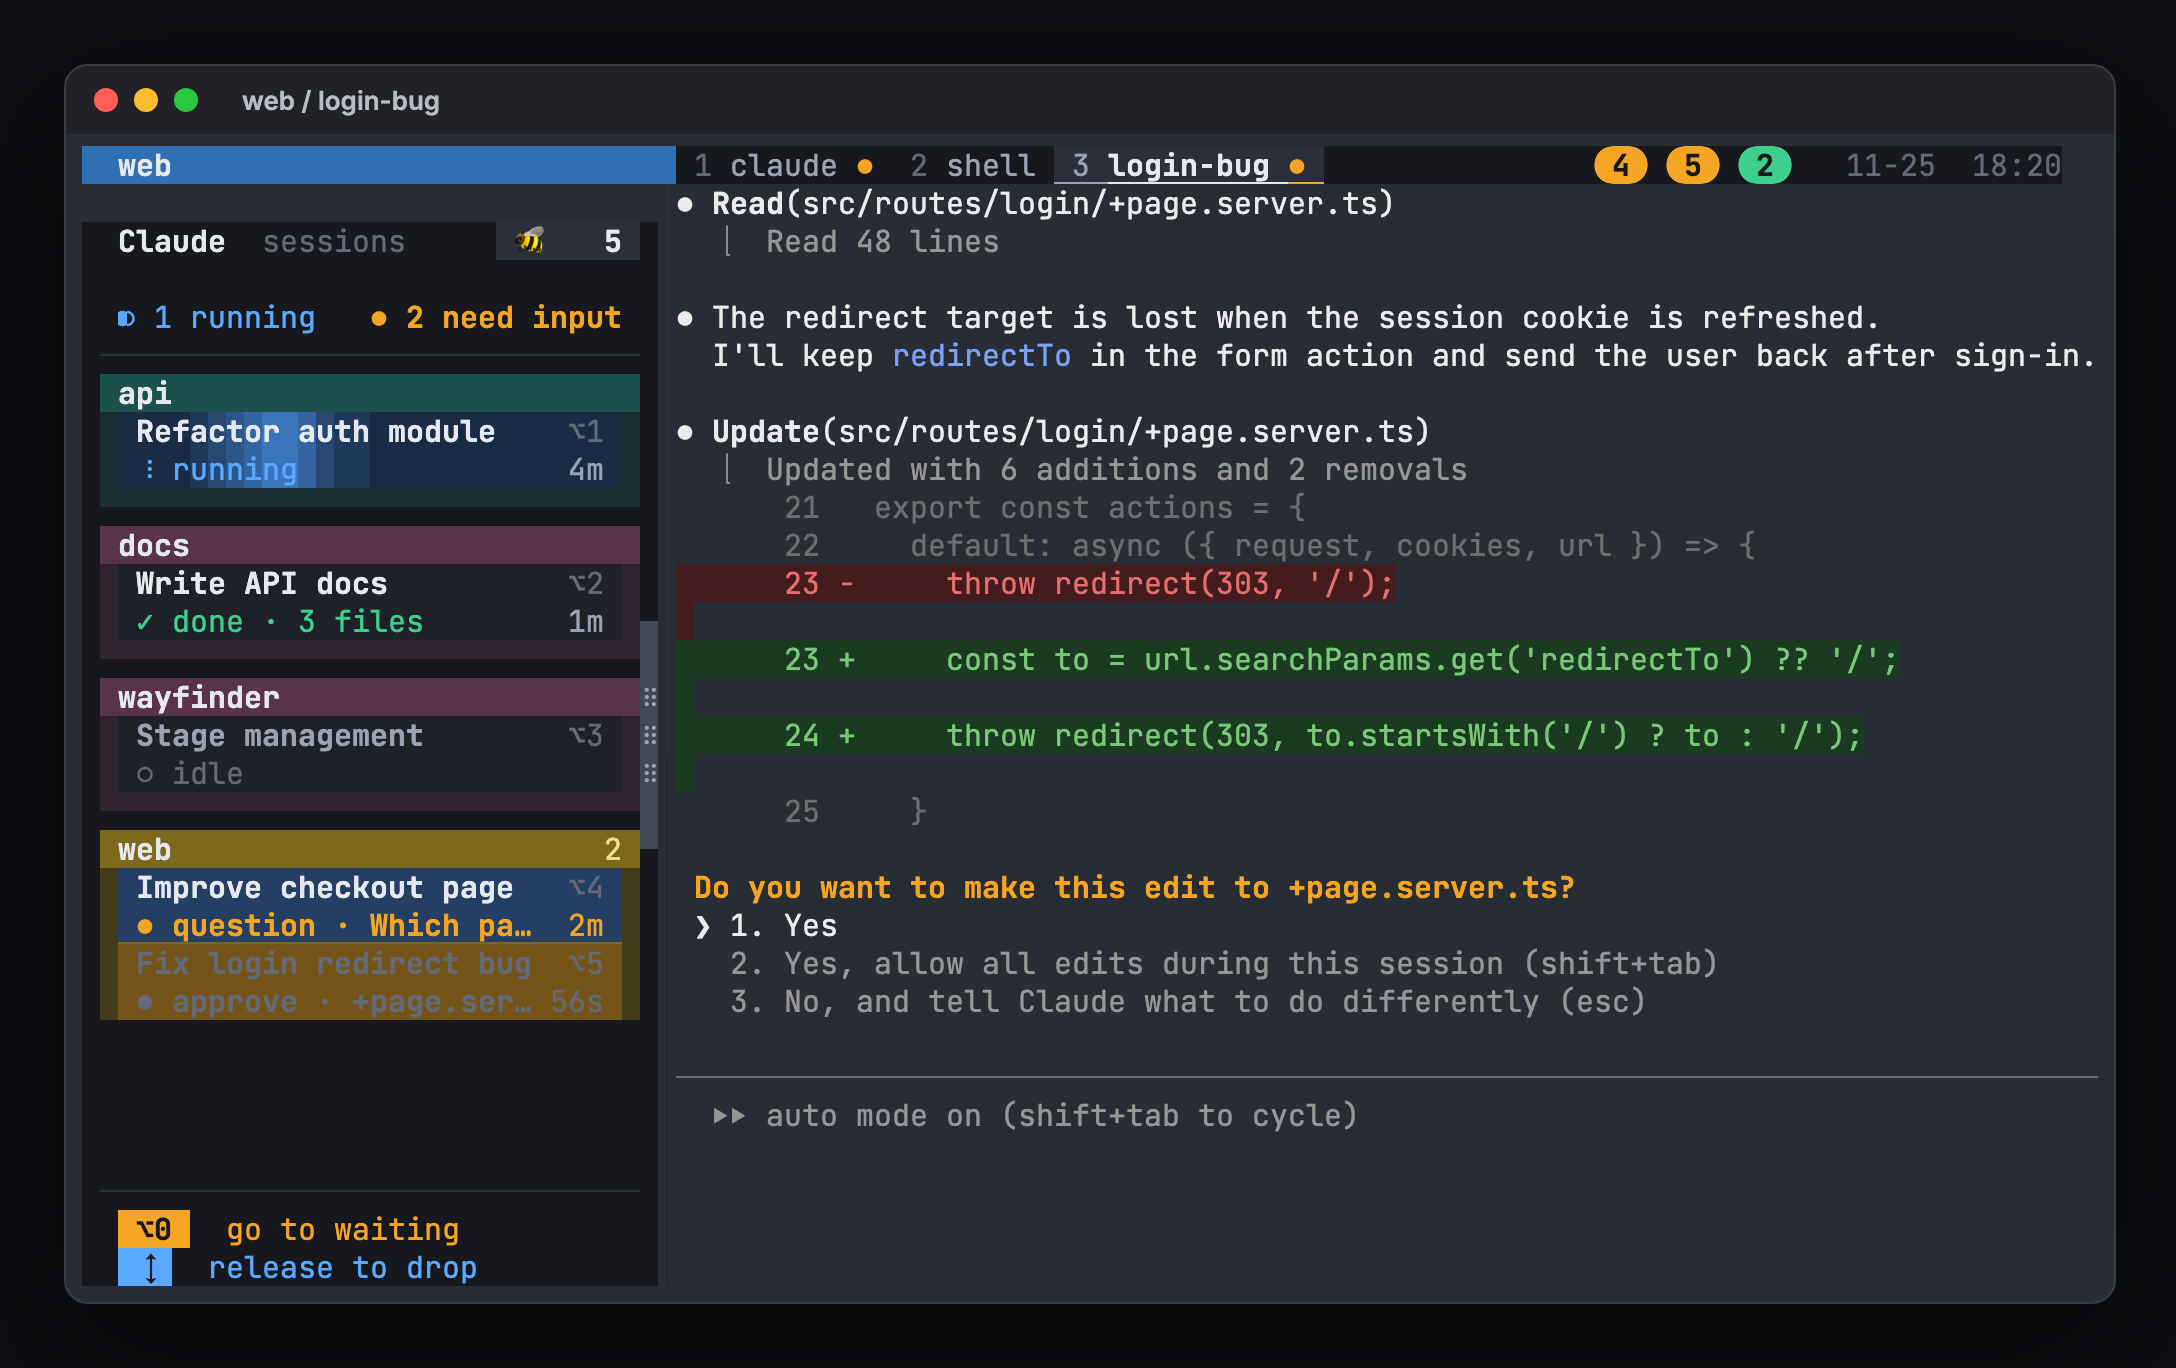 web / login-bug
web
1 claude ● 2 shell 3 login-bug ● 4 5 2 11-25 18:20
Claude sessions 5
1 running ● 2 need input
api
Refactor auth module ⌥1
⋮ running 4m
docs
Write API docs ⌥2
✓ done · 3 files 1m
wayfinder
Stage management ⌥3
○ idle
web 2
Improve checkout page ⌥4
● question · Which pa… 2m
Fix login redirect bug ⌥5
● approve · +page.ser… 56s
⌥0 go to waiting
↕ release to drop
● Read(src/routes/login/+page.server.ts)
⎣ Read 48 lines
● The redirect target is lost when the session cookie is refreshed.
I'll keep redirectTo in the form action and send the user back after sign-in.
● Update(src/routes/login/+page.server.ts)
⎣ Updated with 6 additions and 2 removals
21 export const actions = {
22 default: async ({ request, cookies, url }) => {
23 - throw redirect(303, '/');
23 + const to = url.searchParams.get('redirectTo') ?? '/';
24 + throw redirect(303, to.startsWith('/') ? to : '/');
25 }
Do you want to make this edit to +page.server.ts?
❯ 1. Yes
2. Yes, allow all edits during this session (shift+tab)
3. No, and tell Claude what to do differently (esc)
▸▸ auto mode on (shift+tab to cycle)